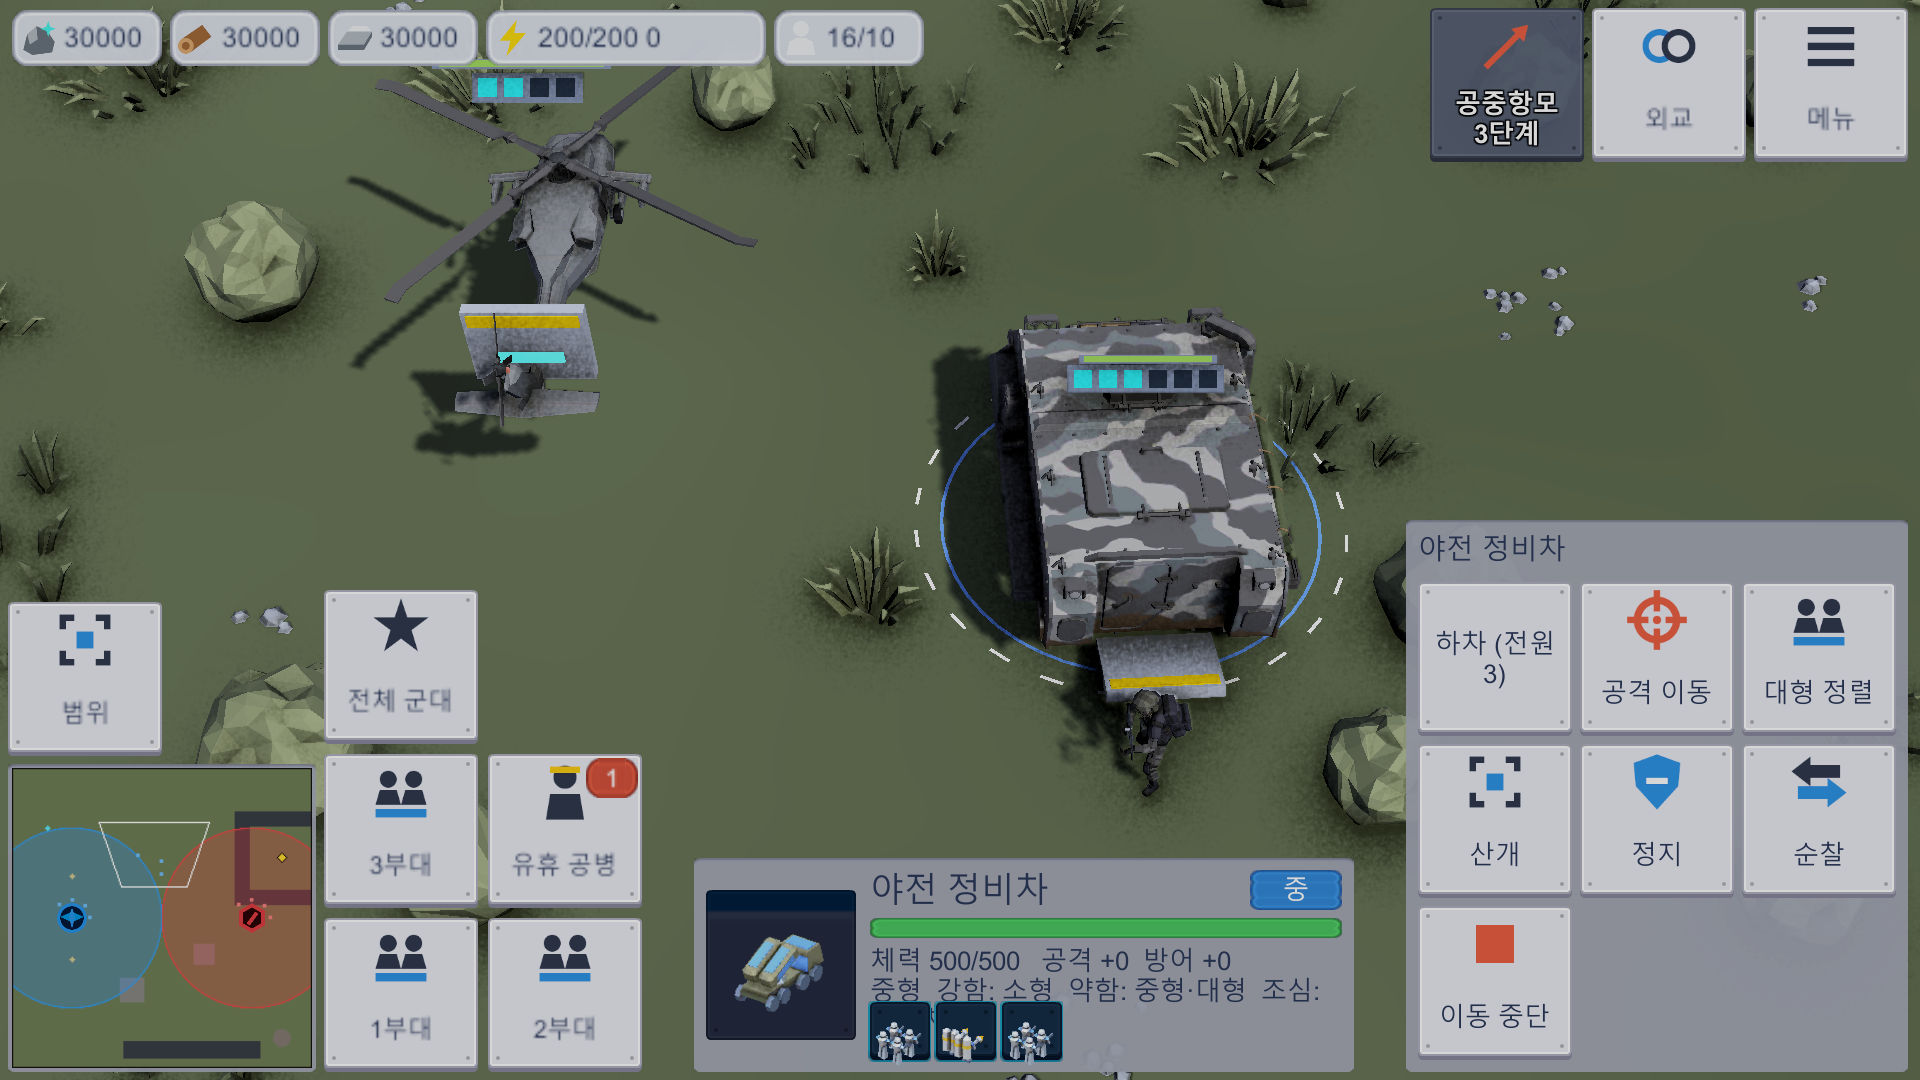 30000
30000
30000
200/200 0
16/10
공중항모
3단계
외교
메뉴
범위
전체 군대
3부대
1
유휴 공병
1부대
2부대
야전 정비차
중
체력 500/500 공격 +0 방어 +0
중형 강함: 소형 약함: 중형·대형 조심:
야전 정비차
하차 (전원
3)
공격 이동
대형 정렬
산개
정지
순찰
이동 중단